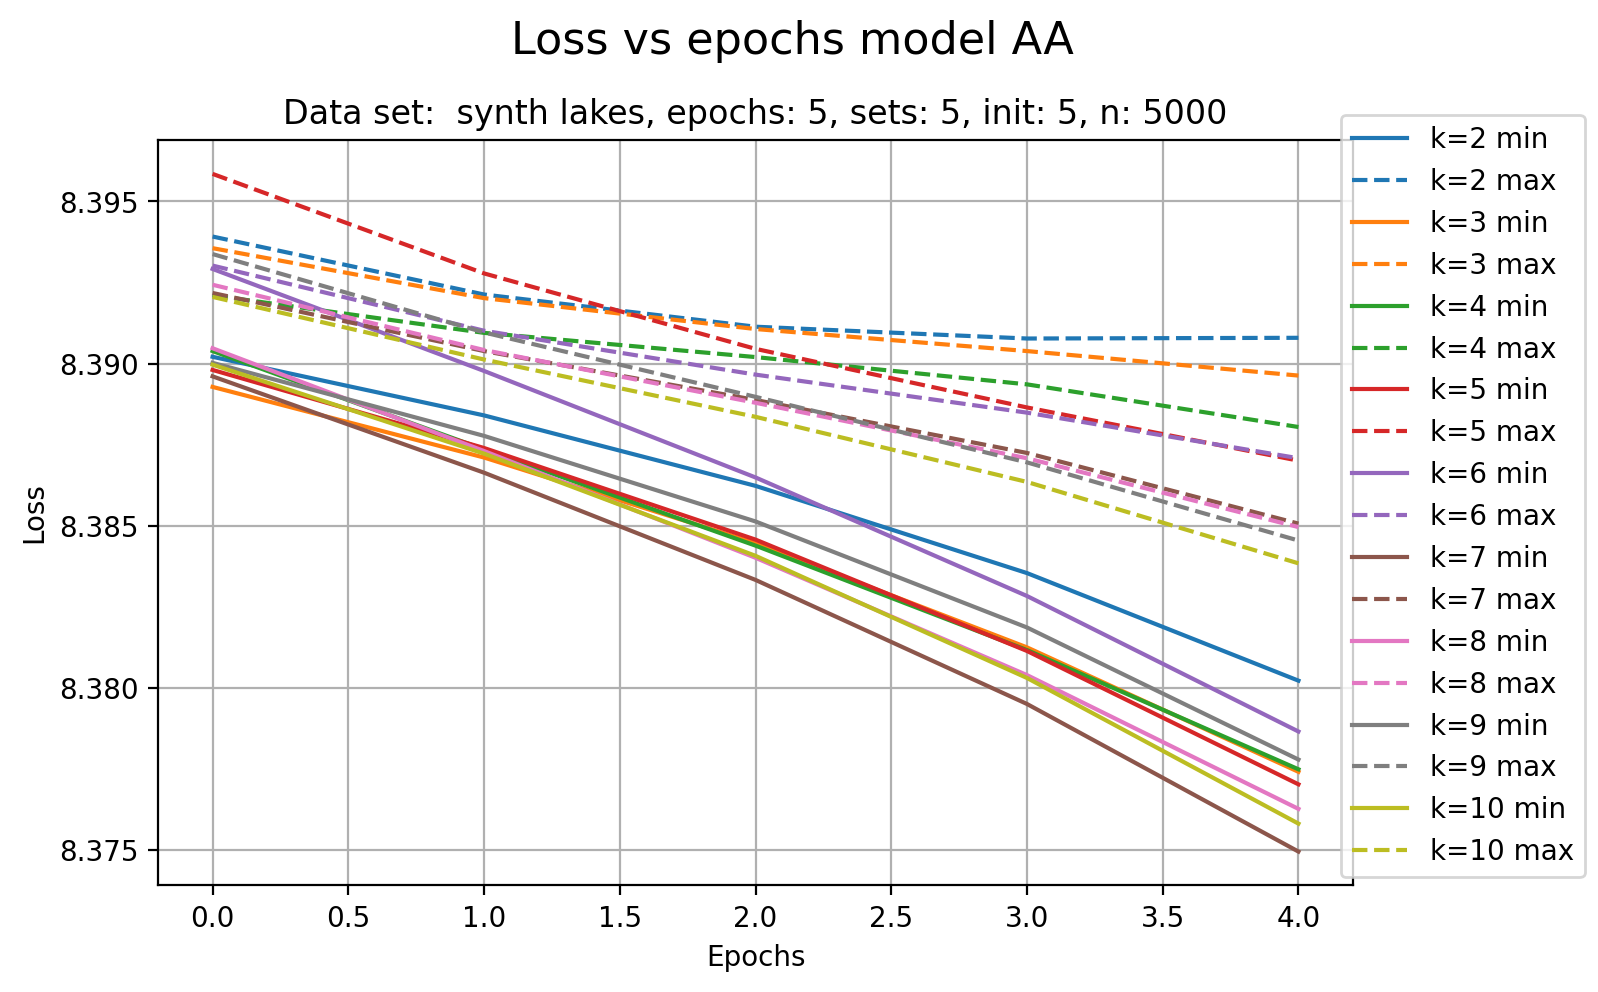 Loss vs epochs model AA
Data set:  synth lakes, epochs: 5, sets: 5, init: 5, n: 5000
Loss
8.395
8.390
8.385
8.380
8.375
0.0 0.5 1.0 1.5 2.0 2.5 3.0 3.5 4.0
Epochs
k=2 min
k=2 max
k=3 min
k=3 max
k=4 min
k=4 max
k=5 min
k=5 max
k=6 min
k=6 max
k=7 min
k=7 max
k=8 min
k=8 max
k=9 min
k=9 max
k=10 min
k=10 max